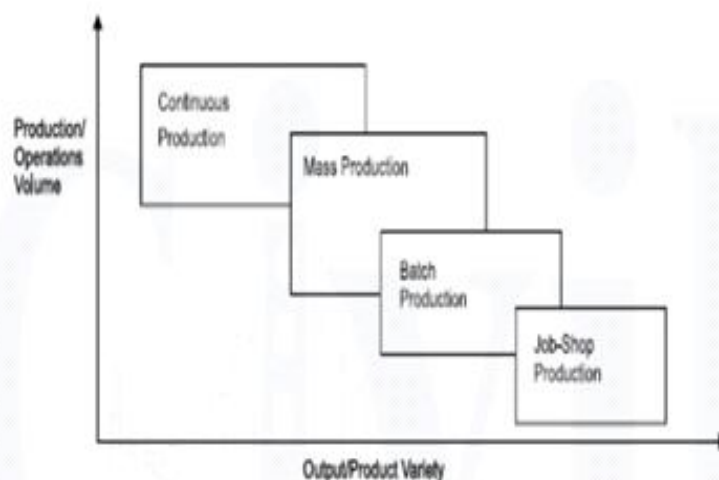 Production/
Operations
Volume
Continuous
Production
Mass Production
Batch
Production
Job-Shop
Production
Output/Product Variety